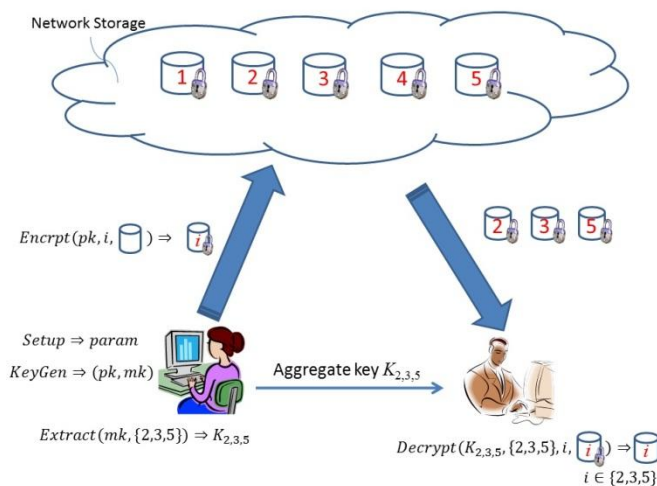 Network Storage
1 2 3 4 5
Encrpt(pk, i, ) ⇒ i
2 3 5
Setup ⇒ param
KeyGen ⇒ (pk, mk)
Aggregate key K₂,₃,₅
Extract(mk, {2,3,5}) ⇒ K₂,₃,₅
Decrypt(K₂,₃,₅, {2,3,5}, i, i ) ⇒ i
i ∈ {2,3,5}